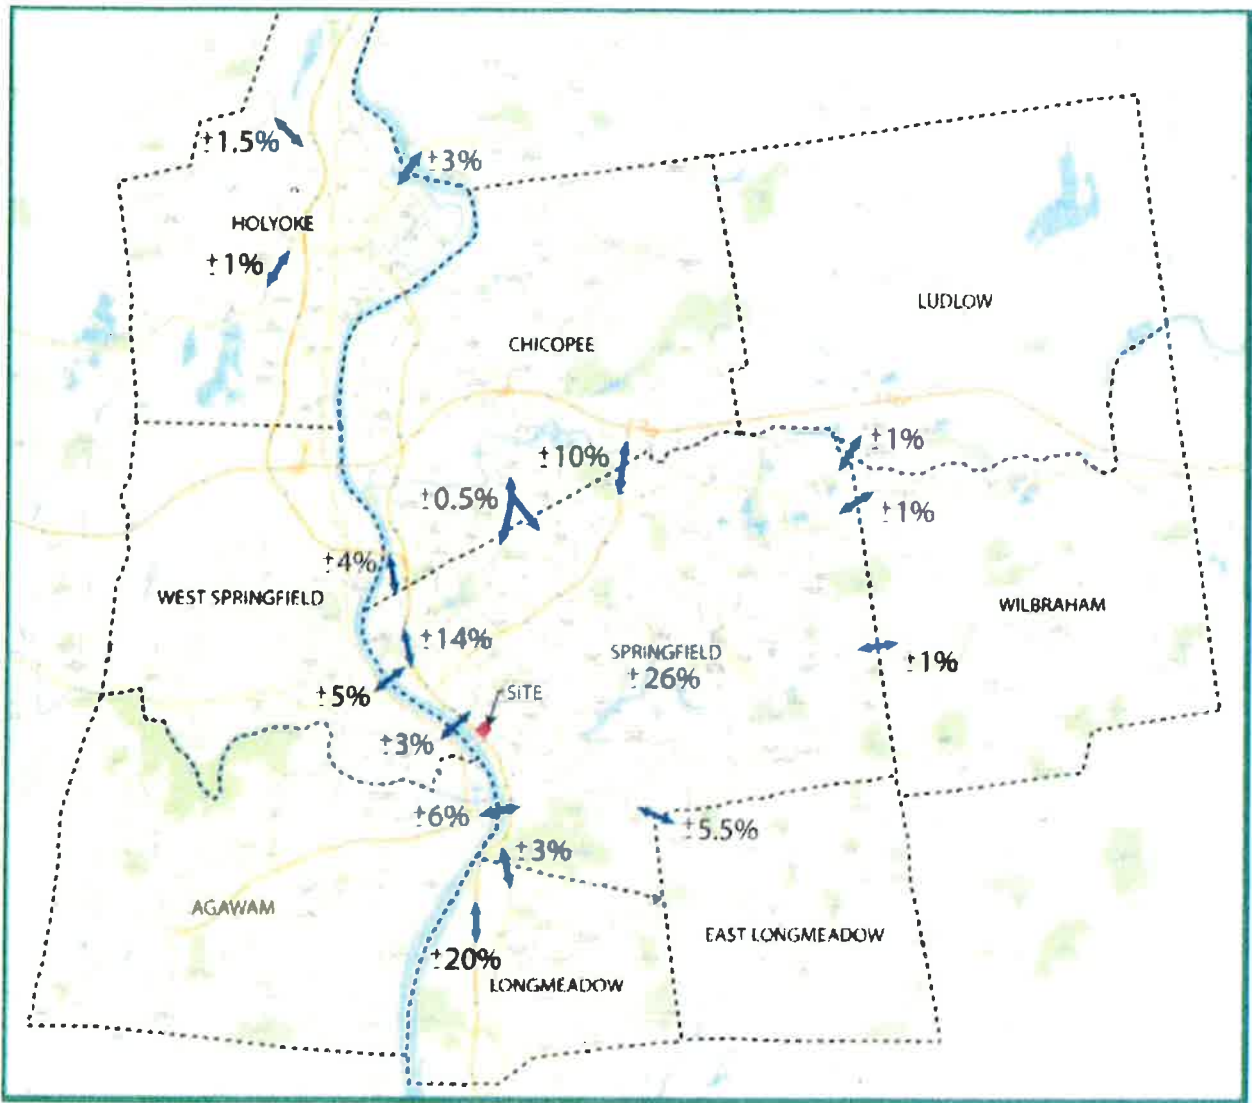 ±1.5%
±3%
HOLYOKE
±1%
LUDLOW
CHICOPEE
±1%
±10%
±0.5%
±1%
±4%
WEST SPRINGFIELD
WILBRAHAM
±14%
SPRINGFIELD
±26%
±1%
±5%
SITE
±3%
±6%
±5.5%
±3%
AGAWAM
EAST LONGMEADOW
±20%
LONGMEADOW